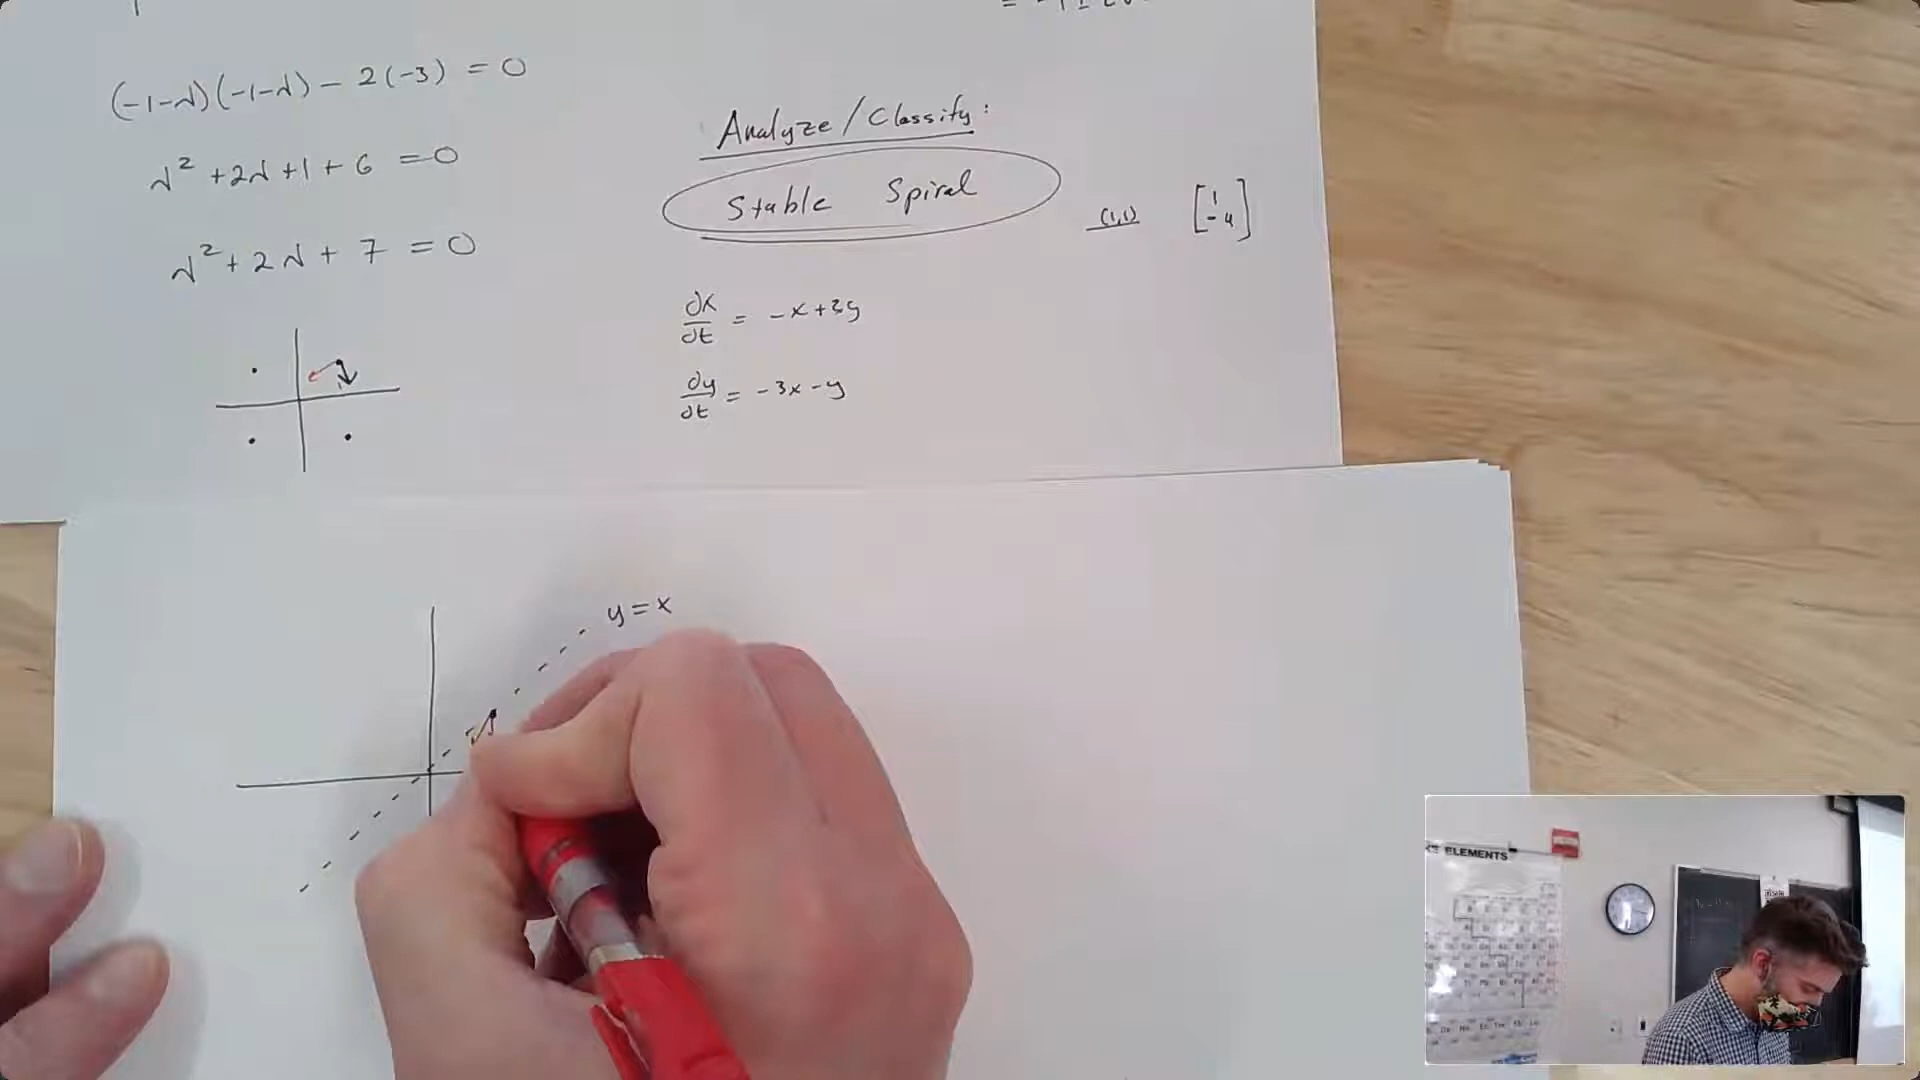 (-1-λ)(-1-λ) - 2(-3) = 0
λ² + 2λ + 1 + 6 = 0
λ² + 2λ + 7 = 0
Analyze / Classify:
Stable Spiral
(1,1) [1 -4]
dx/dt = -x+3y
dy/dt = -3x-y
y = x
ELEMENTS